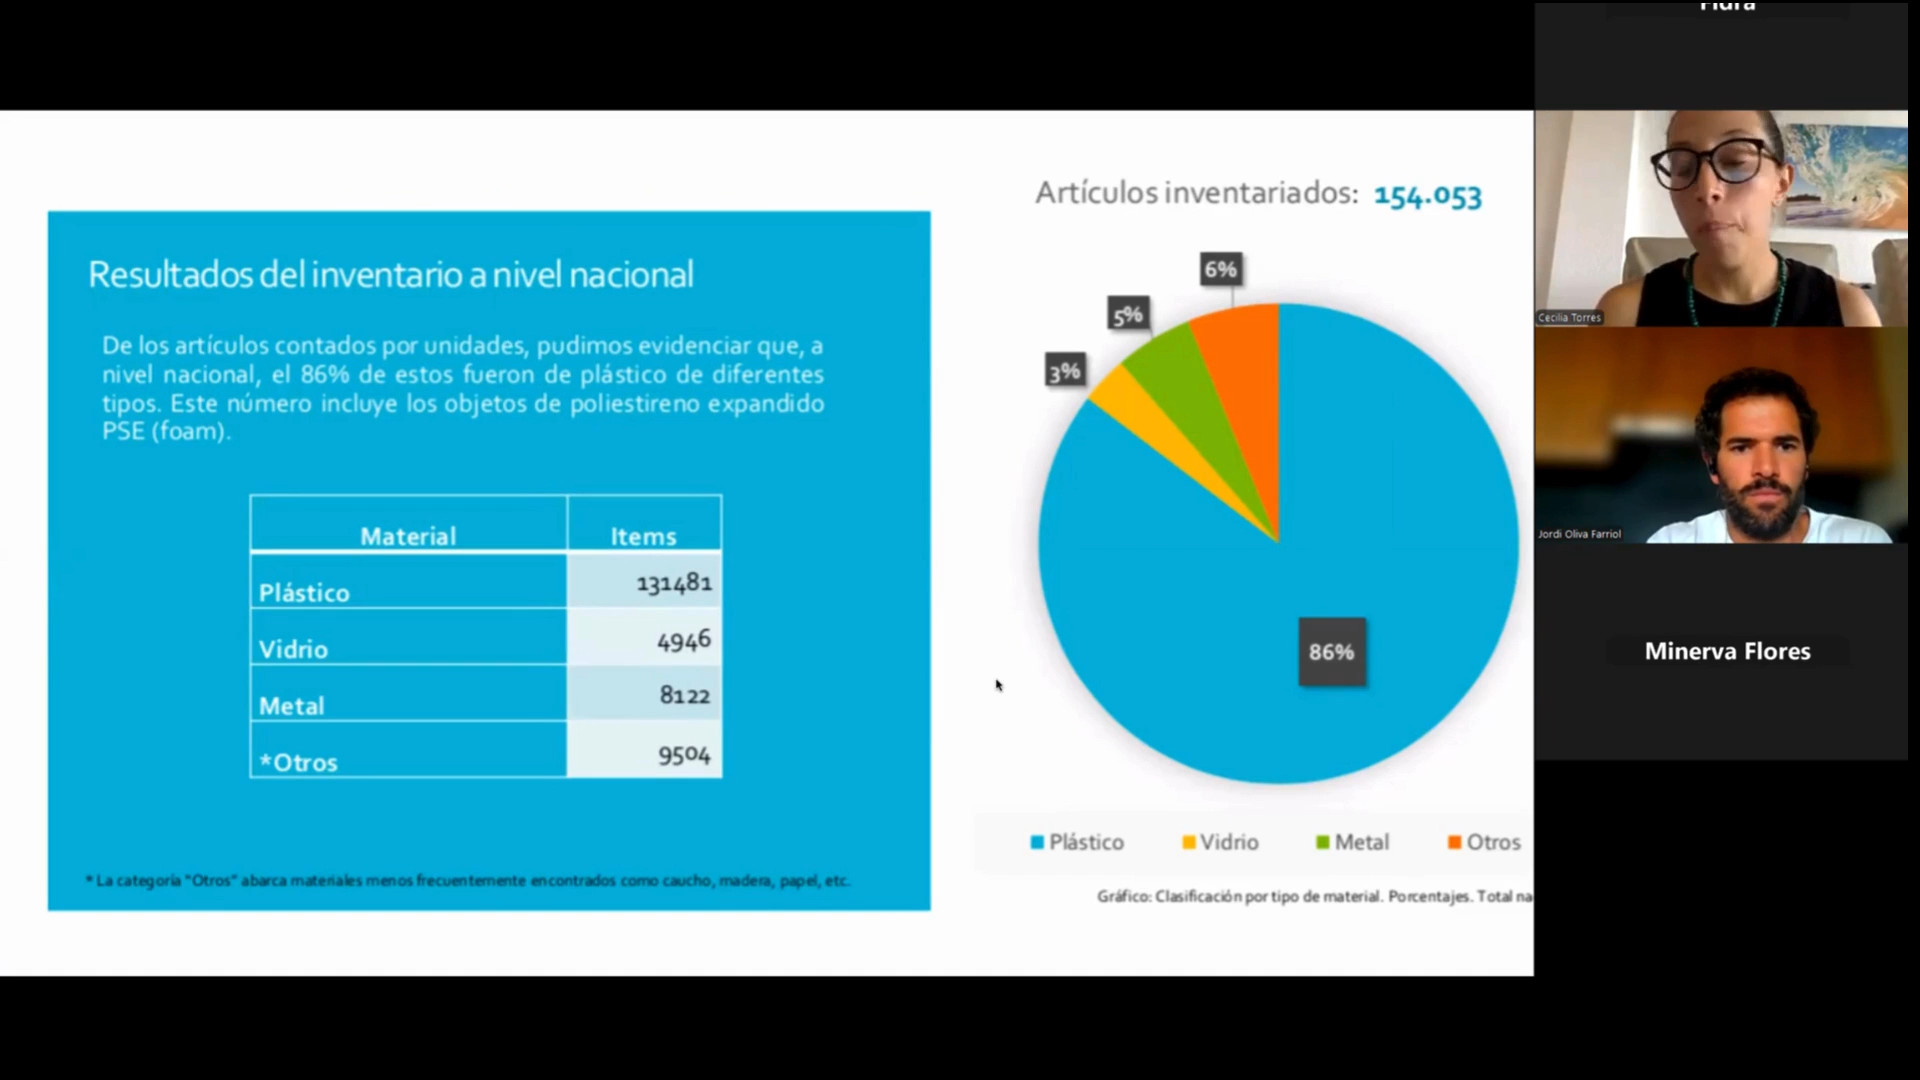 Resultados del inventario a nivel nacional
De los artículos contados por unidades, pudimos evidenciar que, a
nivel nacional, el 86% de estos fueron de plástico de diferentes
tipos. Este número incluye los objetos de poliestireno expandido
PSE (foam).
Material Items
Plástico 131481
Vidrio 4946
Metal 8122
*Otros 9504
* La categoría "Otros" abarca materiales menos frecuentemente encontrados como caucho, madera, papel, etc.
Artículos inventariados: 154.053
6%
5%
3%
86%
Plástico Vidrio Metal Otros
Gráfico: Clasificación por tipo de material. Porcentajes. Total na
Cecilia Torres
Jordi Oliva Farriol
Minerva Flores